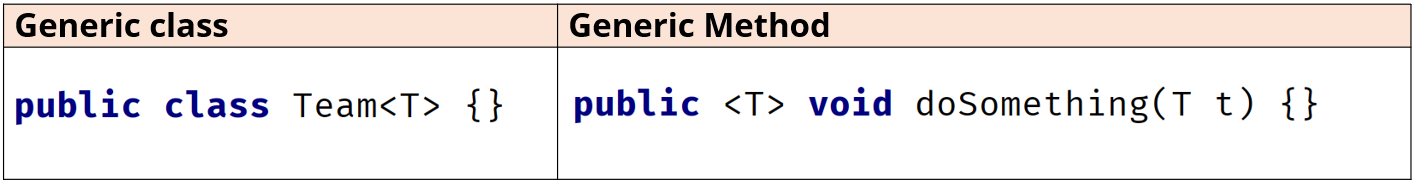 Generic class
Generic Method
public class Team<T> {}
public <T> void doSomething(T t) {}